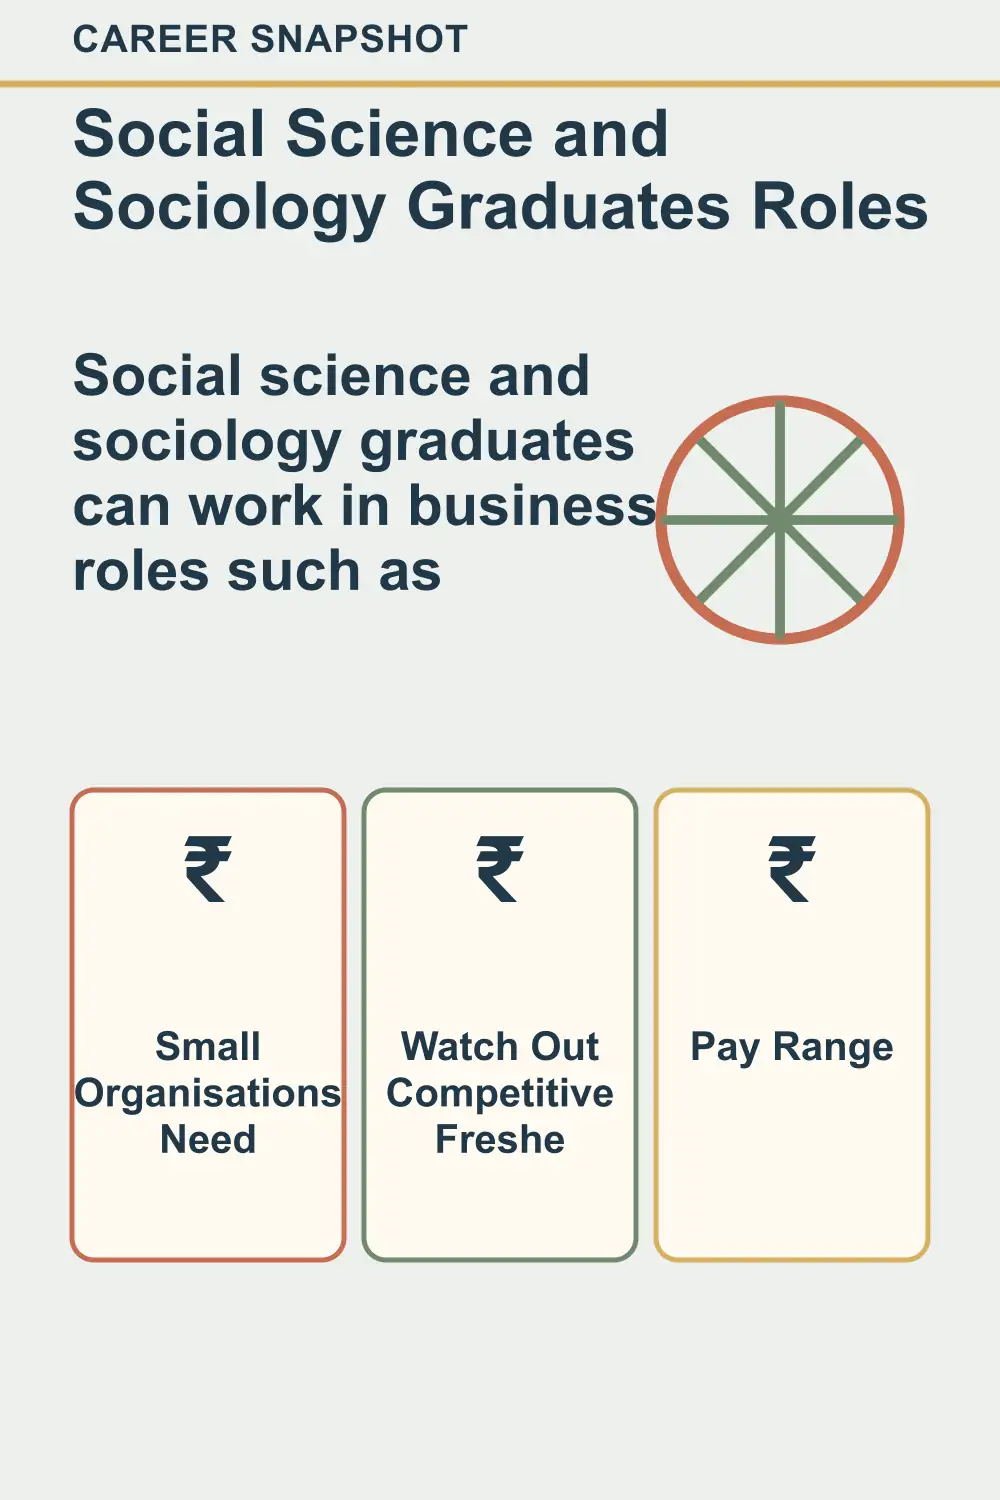 CAREER SNAPSHOT
Social Science and
Sociology Graduates Roles
Social science and
sociology graduates
can work in business
roles such as
₹
Small
Organisations
Need
₹
Watch Out
Competitive
Freshe
₹
Pay Range